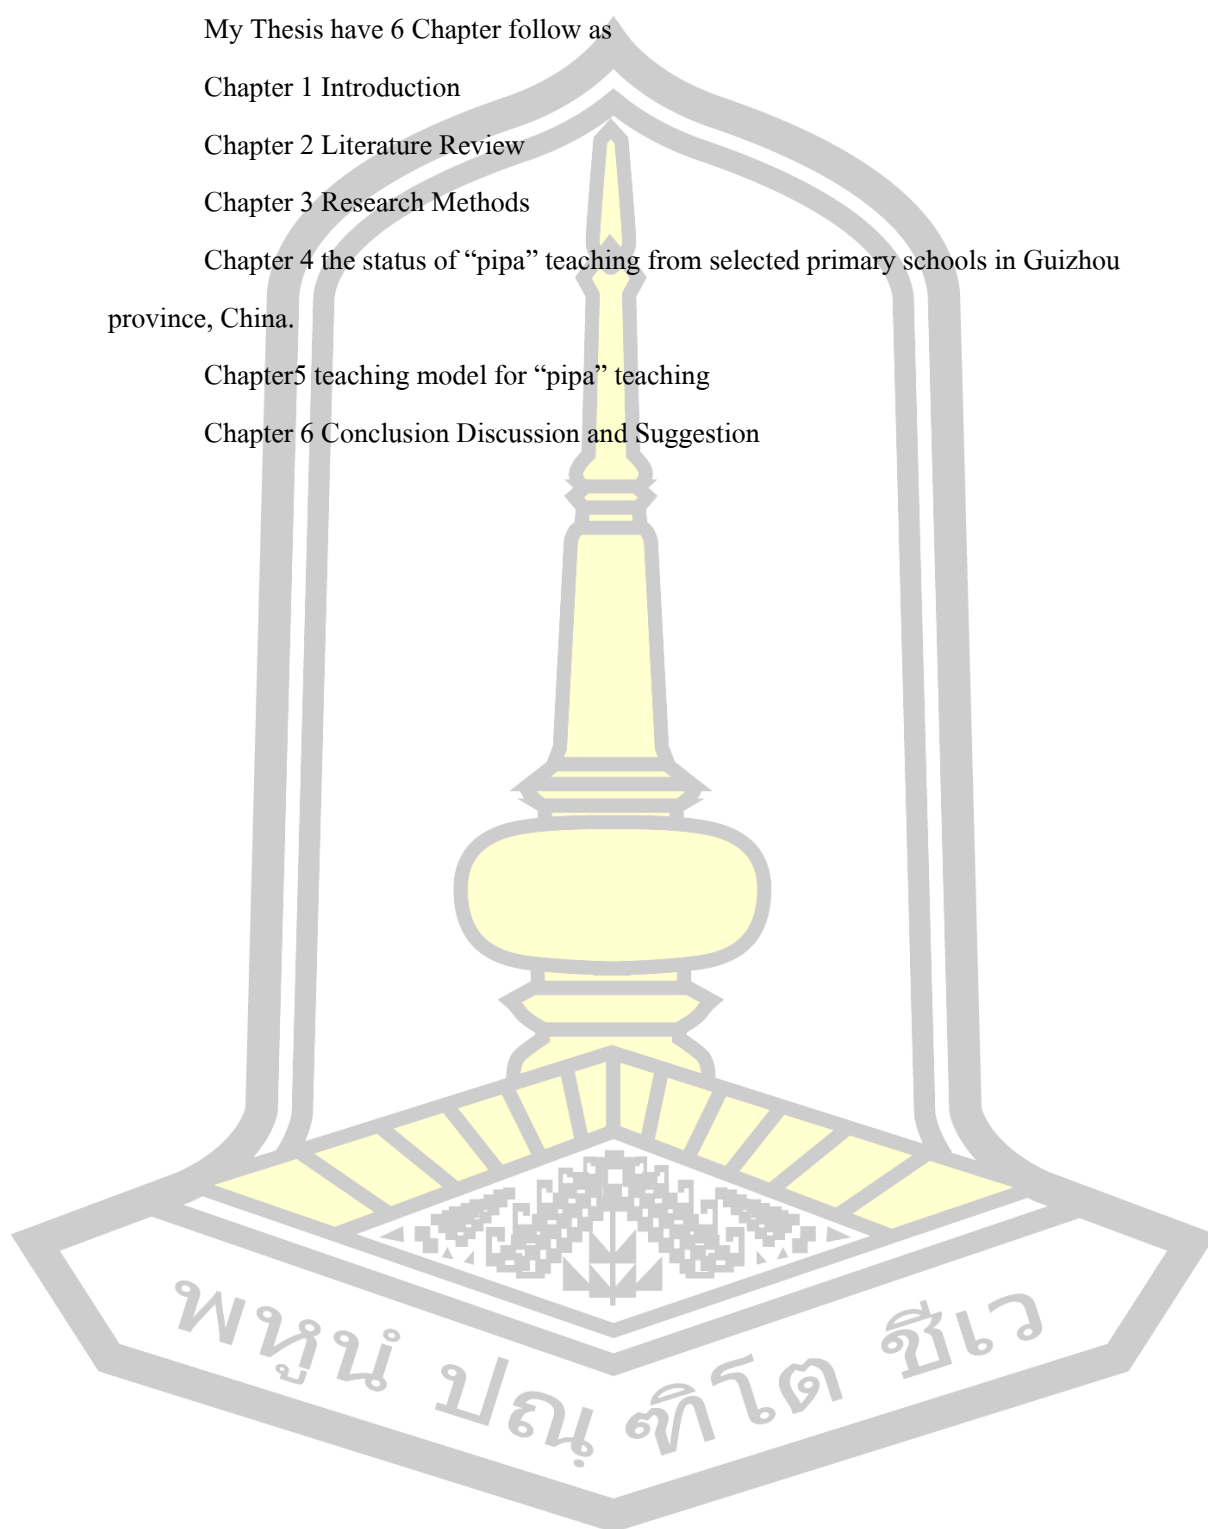 My Thesis have 6 Chapter follow as
Chapter 1 Introduction
Chapter 2 Literature Review
Chapter 3 Research Methods
Chapter 4 the status of “pipa” teaching from selected primary schools in Guizhou
province, China.
Chapter5 teaching model for “pipa” teaching
Chapter 6 Conclusion Discussion and Suggestion
พหูนํ ปณฺ ฑิโต ชีเว